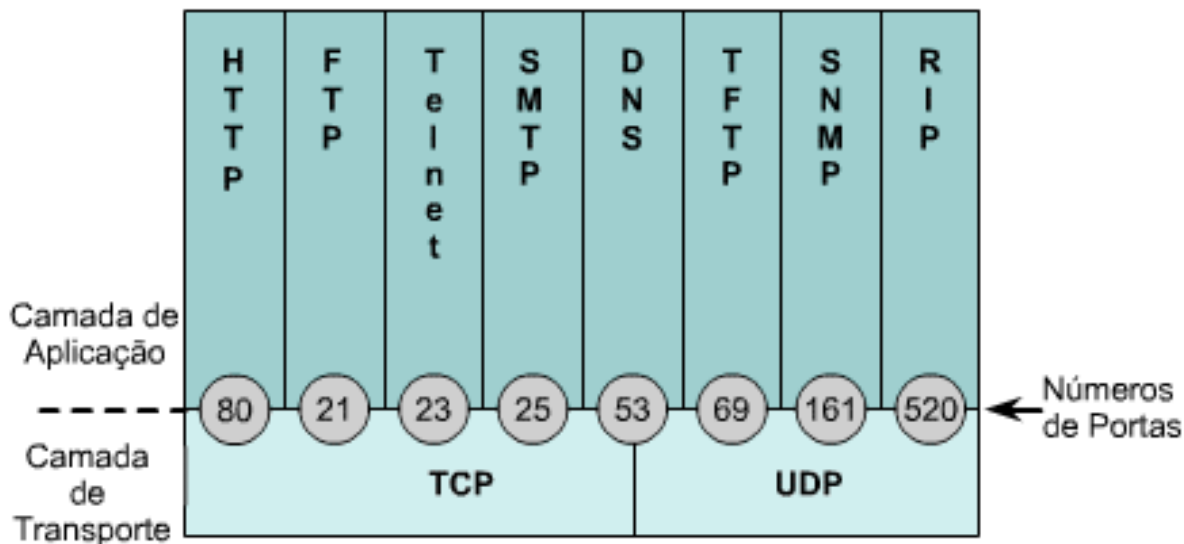 HTTP
FTP
Telnet
SMTP
DNS
TFTP
SNMP
RIP
Camada de
Aplicação
80 21 23 25 53 69 161 520
Números
de Portas
Camada
de
Transporte
TCP UDP